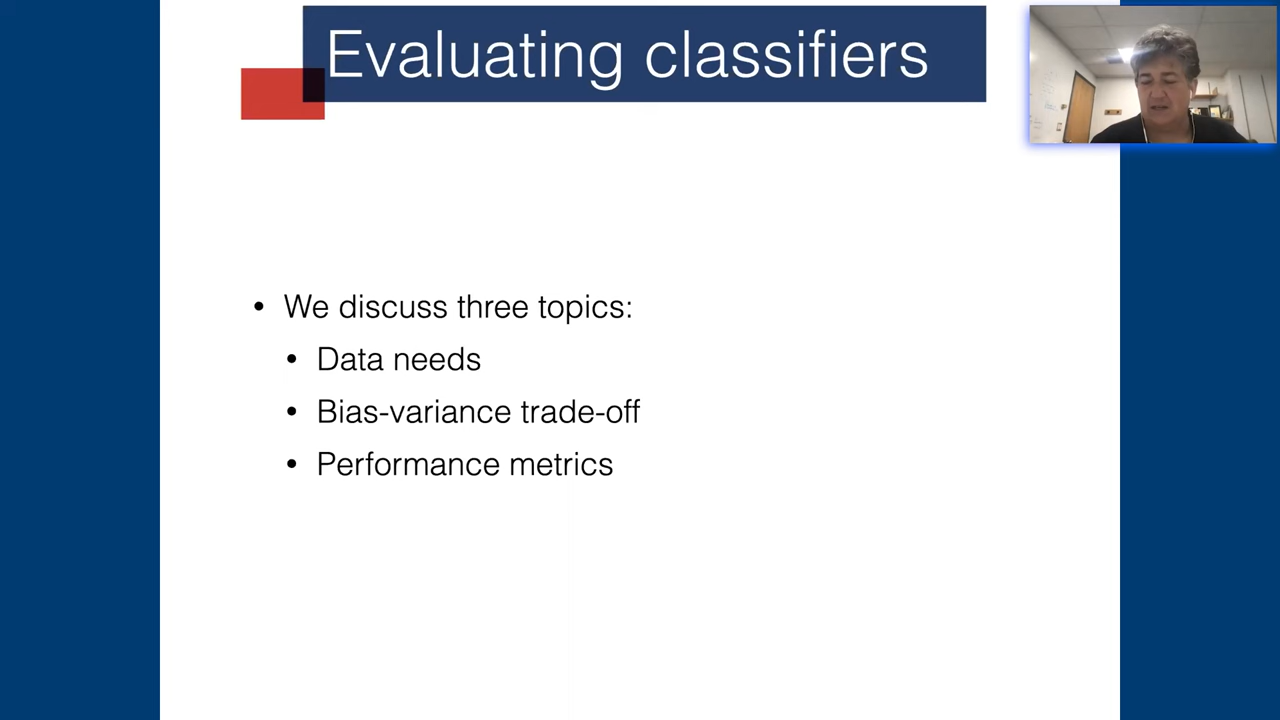 Evaluating classifiers
• We discuss three topics:
• Data needs
• Bias-variance trade-off
• Performance metrics